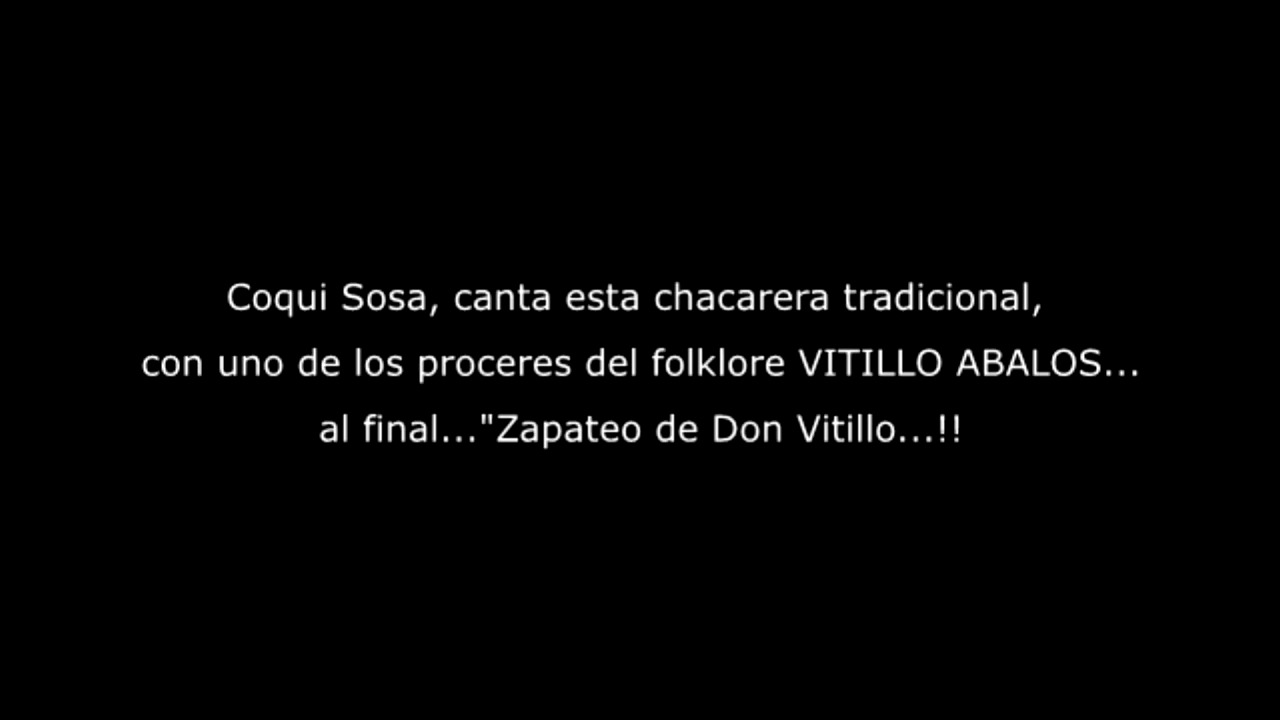 Coqui Sosa, canta esta chacarera tradicional,
con uno de los proceres del folklore VITILLO ABALOS...
al final..."Zapateo de Don Vitillo...!!